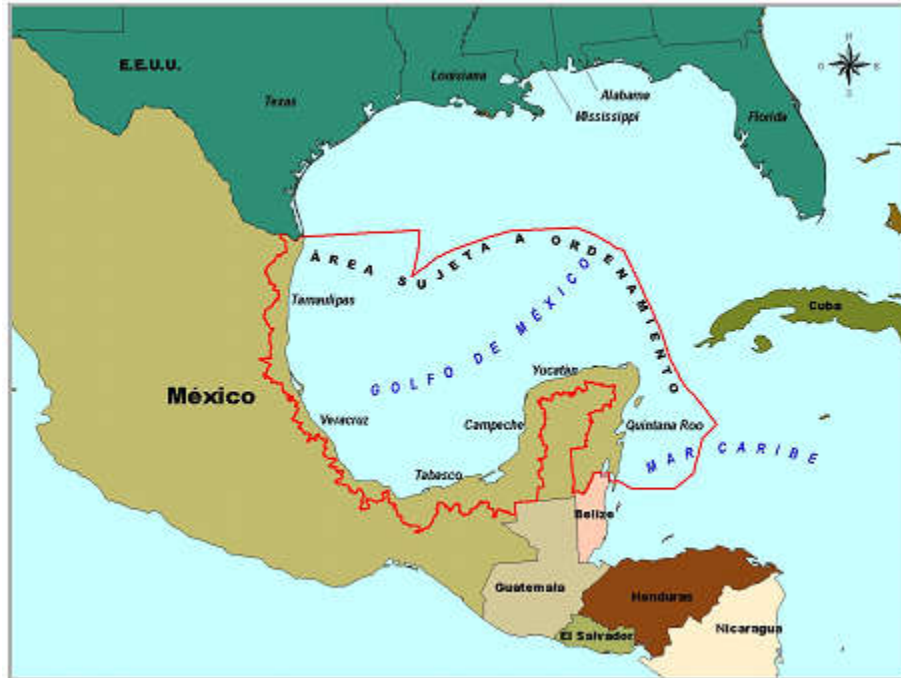 N
O E
S
E.E.U.U.
Texas
Louisiana
Alabama
Mississippi
Florida
ÁREA SUJETA A ORDENAMIENTO
Tamaulipas
GOLFO DE MÉXICO
Cuba
Yucatán
México
Veracruz
Campeche
Quintana Roo
MAR CARIBE
Tabasco
Belize
Guatemala
Honduras
El Salvador
Nicaragua